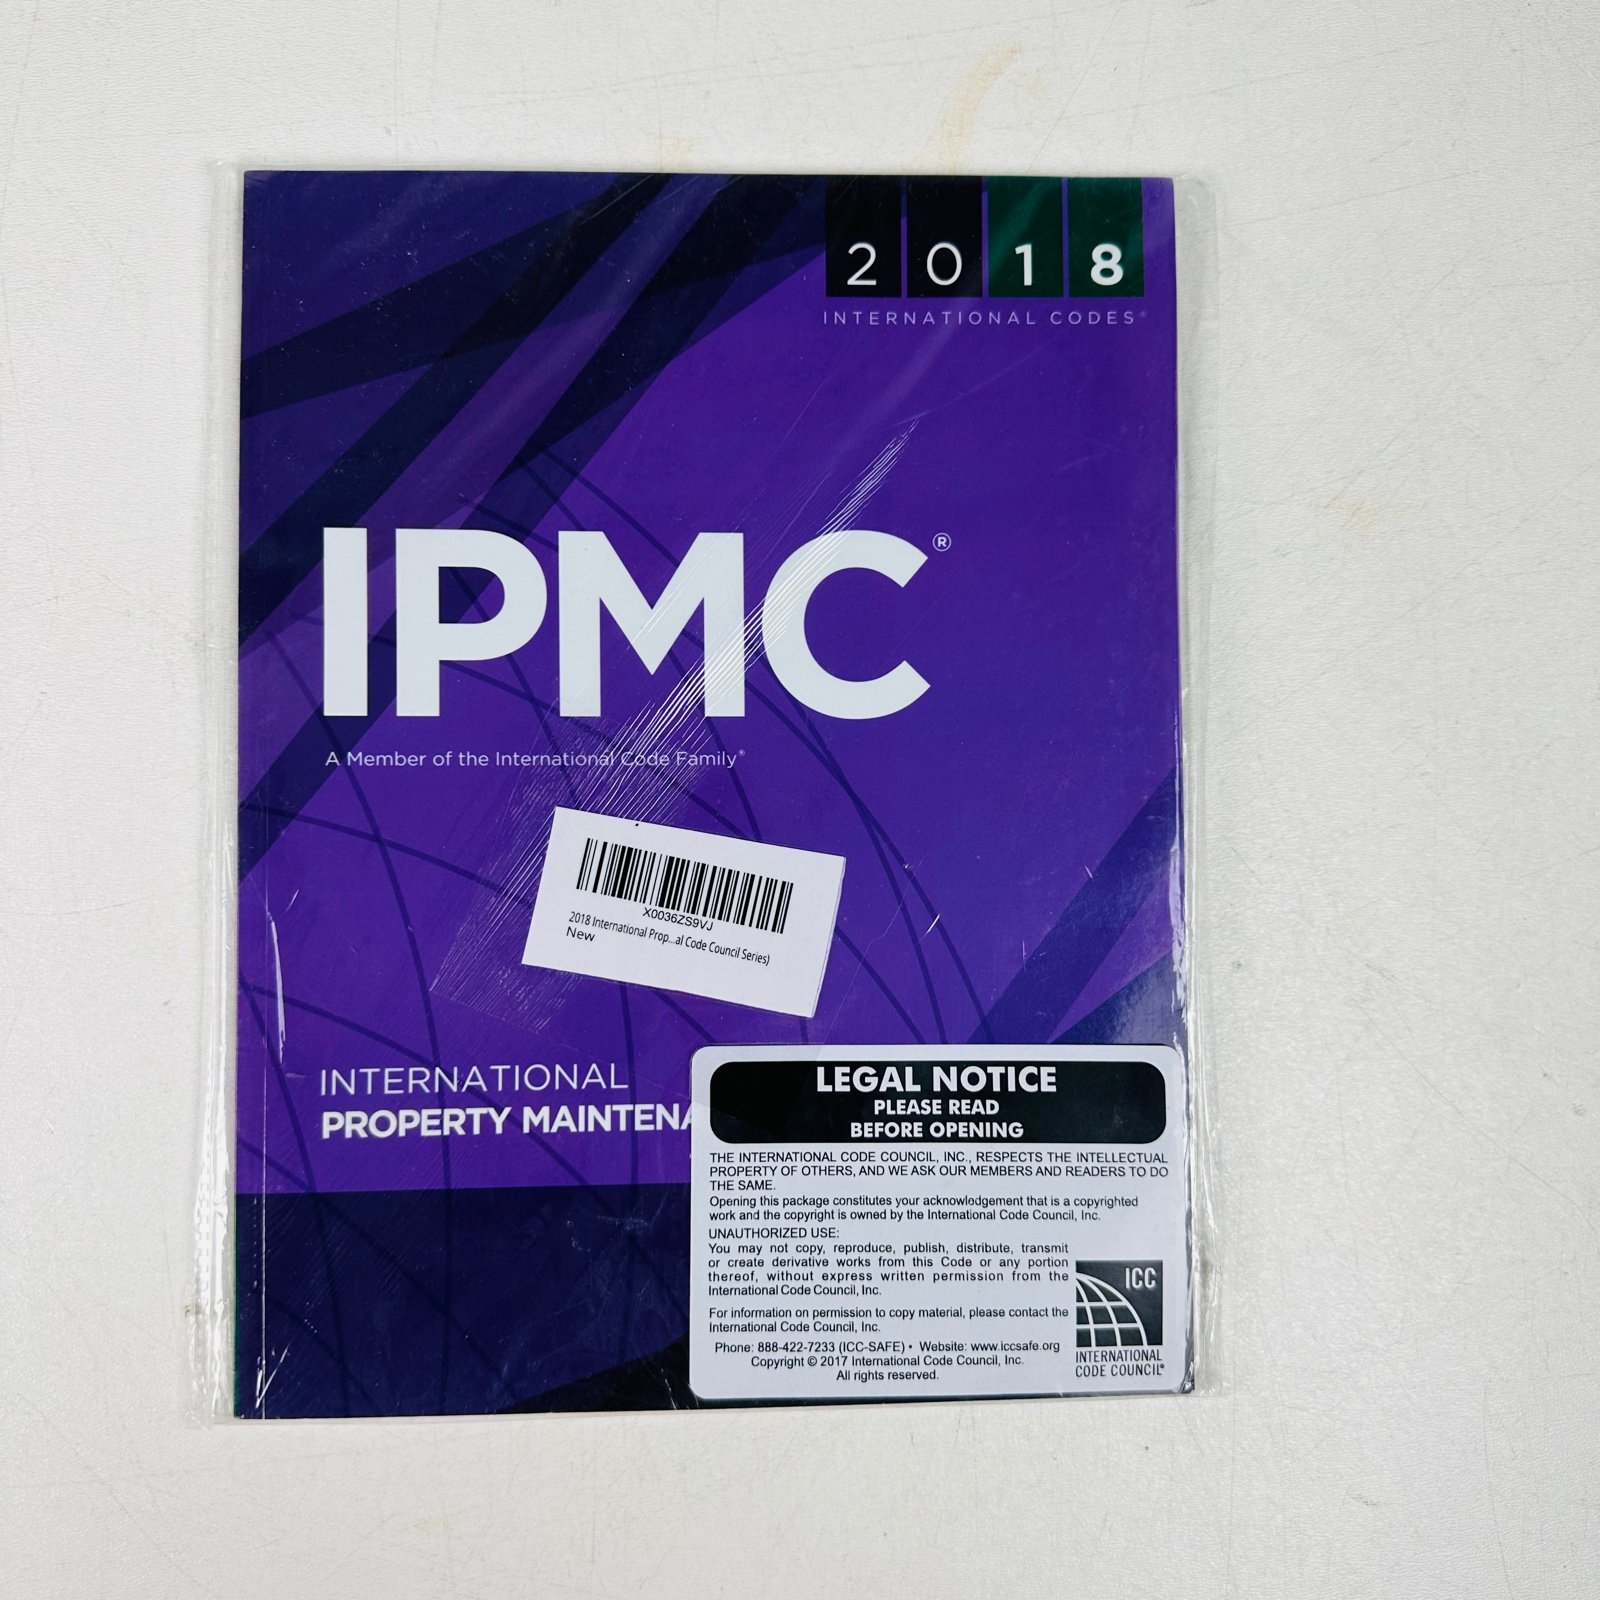 2018
INTERNATIONAL CODES®
IPMC®
A Member of the International Code Family®
X0036ZS9VJ
2018 International Prop...al Code Council Series)
New
INTERNATIONAL
PROPERTY MAINTENA
LEGAL NOTICE
PLEASE READ
BEFORE OPENING
THE INTERNATIONAL CODE COUNCIL, INC., RESPECTS THE INTELLECTUAL
PROPERTY OF OTHERS, AND WE ASK OUR MEMBERS AND READERS TO DO
THE SAME.
Opening this package constitutes your acknowledgement that is a copyrighted
work and the copyright is owned by the International Code Council, Inc.
UNAUTHORIZED USE:
You may not copy, reproduce, publish, distribute, transmit
or create derivative works from this Code or any portion
thereof, without express written permission from the
International Code Council, Inc.
For information on permission to copy material, please contact the
International Code Council, Inc.
Phone: 888-422-7233 (ICC-SAFE) • Website: www.iccsafe.org
Copyright © 2017 International Code Council, Inc.
All rights reserved.
ICC
INTERNATIONAL
CODE COUNCIL®